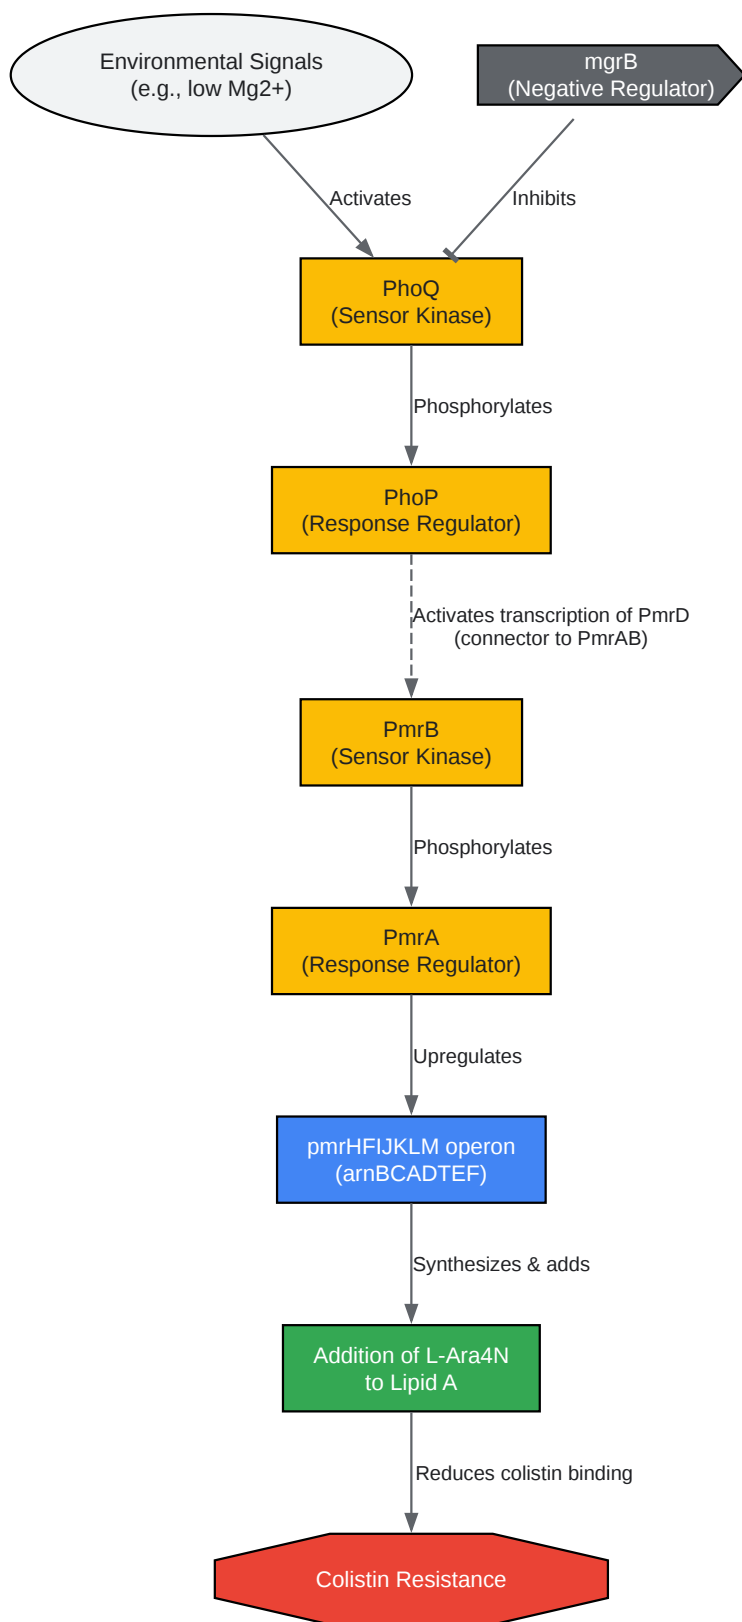 Environmental Signals
(e.g., low Mg2+)
mgrB
(Negative Regulator)
Activates
Inhibits
PhoQ
(Sensor Kinase)
Phosphorylates
PhoP
(Response Regulator)
Activates transcription of PmrD
(connector to PmrAB)
PmrB
(Sensor Kinase)
Phosphorylates
PmrA
(Response Regulator)
Upregulates
pmrHFIJKLM operon
(arnBCADTEF)
Synthesizes & adds
Addition of L-Ara4N
to Lipid A
Reduces colistin binding
Colistin Resistance